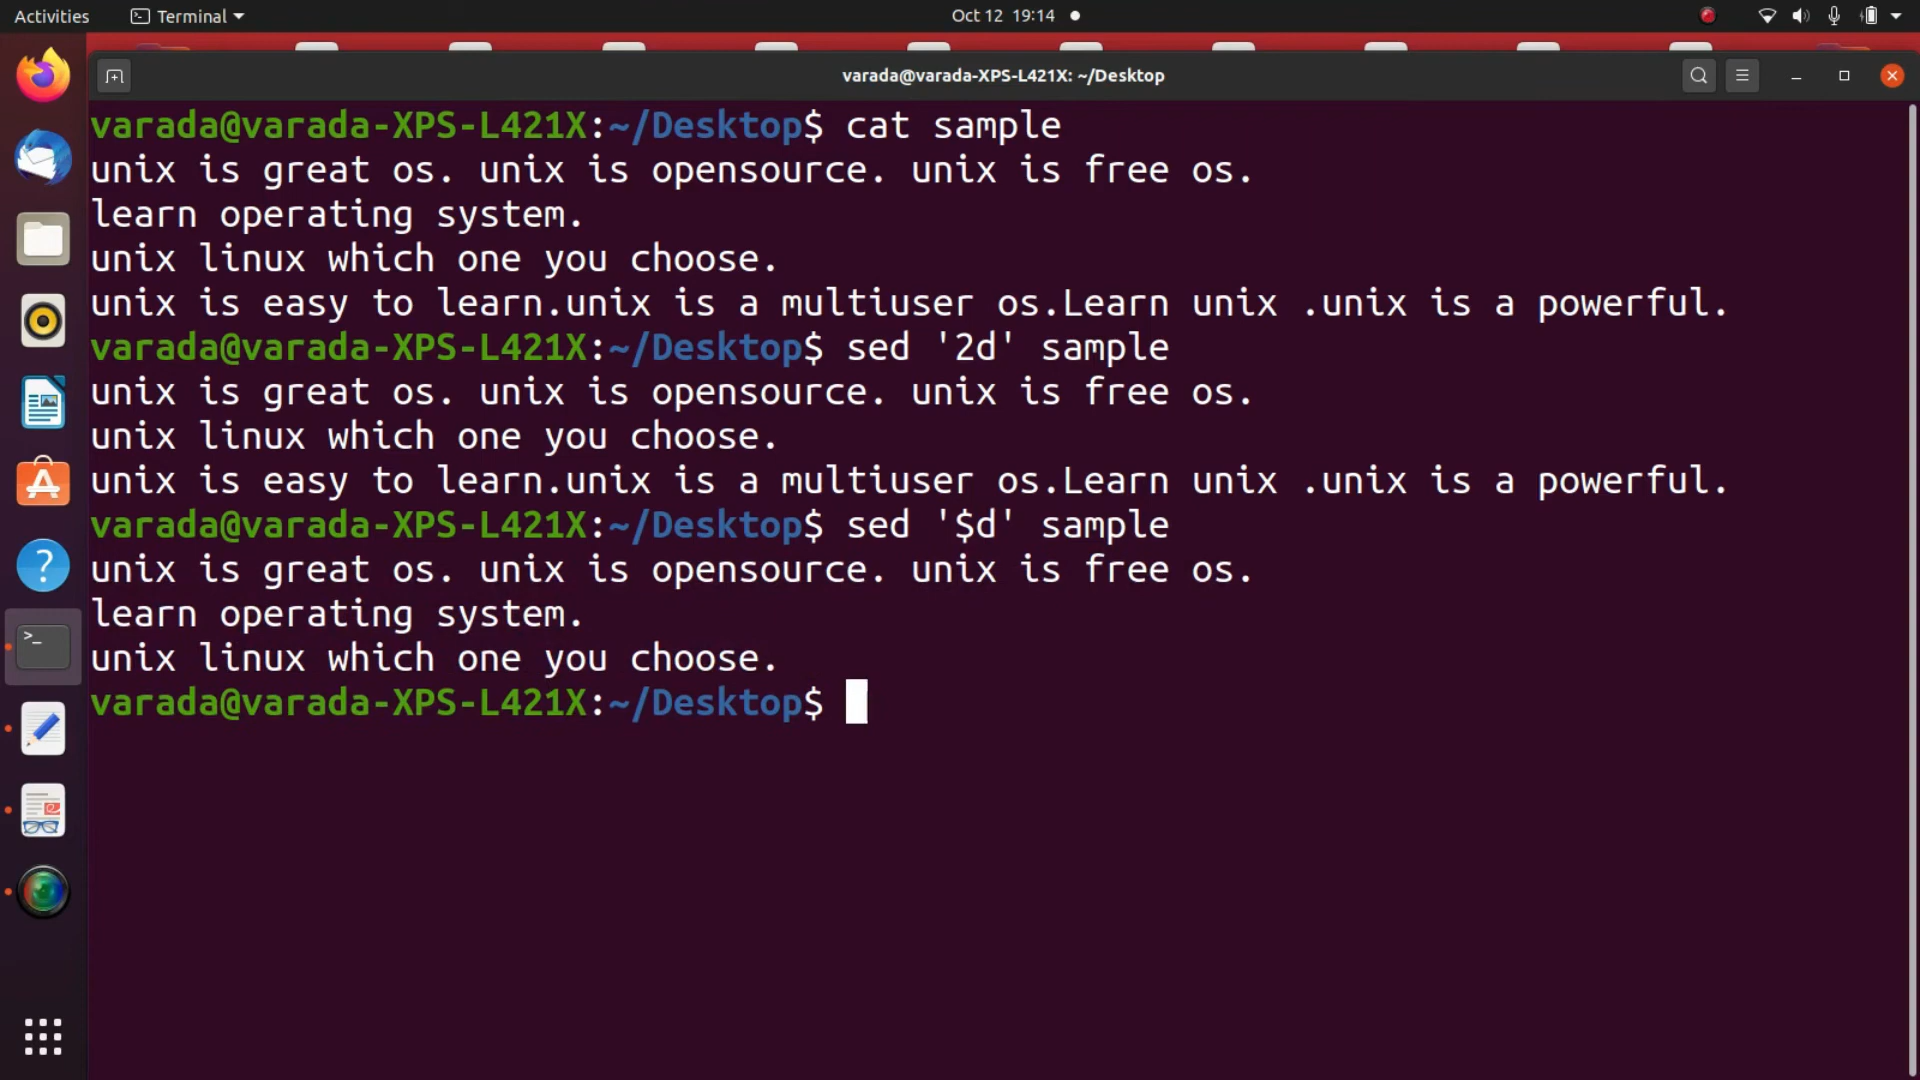 Activities Terminal Oct 12 19:14
varada@varada-XPS-L421X: ~/Desktop
varada@varada-XPS-L421X:~/Desktop$ cat sample
unix is great os. unix is opensource. unix is free os.
learn operating system.
unix linux which one you choose.
unix is easy to learn.unix is a multiuser os.Learn unix .unix is a powerful.
varada@varada-XPS-L421X:~/Desktop$ sed '2d' sample
unix is great os. unix is opensource. unix is free os.
unix linux which one you choose.
unix is easy to learn.unix is a multiuser os.Learn unix .unix is a powerful.
varada@varada-XPS-L421X:~/Desktop$ sed '$d' sample
unix is great os. unix is opensource. unix is free os.
learn operating system.
unix linux which one you choose.
varada@varada-XPS-L421X:~/Desktop$